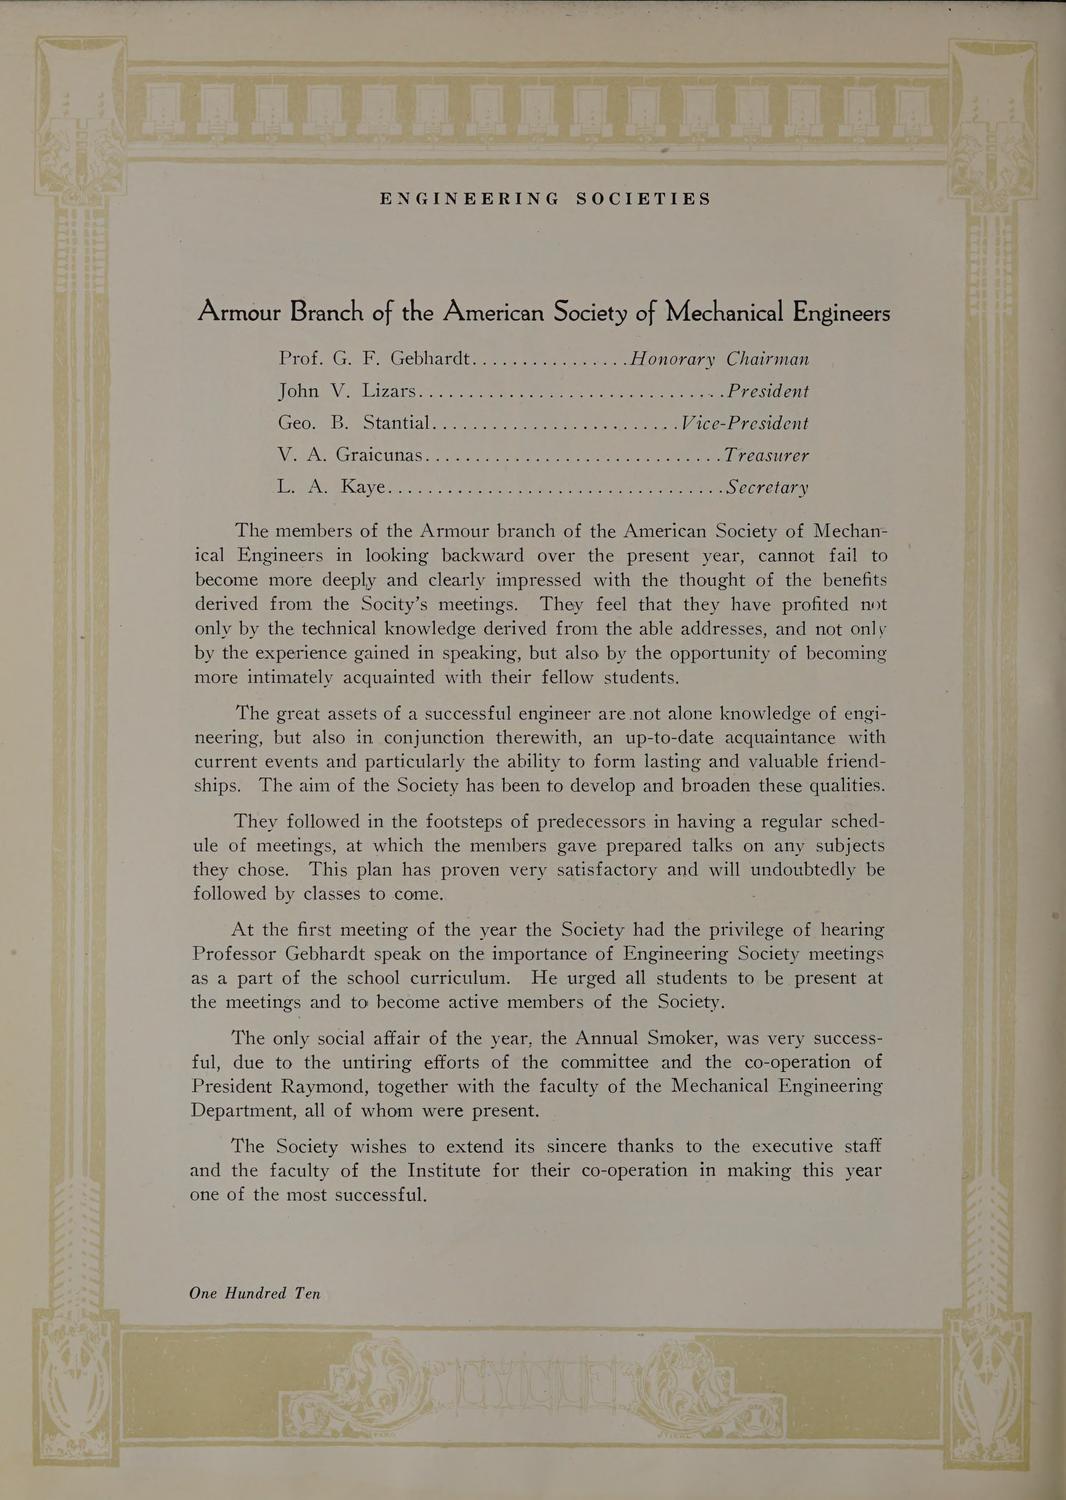 ENGINEERING SOCIETIES
Armour Branch of the American Society of Mechanical Engineers
Prof. G. F. Gebhardt................Honorary Chairman
John V. Lizars...............................President
Geo. B. Stantial.........................Vice-President
V. A. Graicunas..............................Treasurer
L. A. Kaye..................................Secretary
The members of the Armour branch of the American Society of Mechan-
ical Engineers in looking backward over the present year, cannot fail to
become more deeply and clearly impressed with the thought of the benefits
derived from the Socity's meetings. They feel that they have profited not
only by the technical knowledge derived from the able addresses, and not only
by the experience gained in speaking, but also by the opportunity of becoming
more intimately acquainted with their fellow students.
The great assets of a successful engineer are not alone knowledge of engi-
neering, but also in conjunction therewith, an up-to-date acquaintance with
current events and particularly the ability to form lasting and valuable friend-
ships. The aim of the Society has been to develop and broaden these qualities.
They followed in the footsteps of predecessors in having a regular sched-
ule of meetings, at which the members gave prepared talks on any subjects
they chose. This plan has proven very satisfactory and will undoubtedly be
followed by classes to come.
At the first meeting of the year the Society had the privilege of hearing
Professor Gebhardt speak on the importance of Engineering Society meetings
as a part of the school curriculum. He urged all students to be present at
the meetings and to become active members of the Society.
The only social affair of the year, the Annual Smoker, was very success-
ful, due to the untiring efforts of the committee and the co-operation of
President Raymond, together with the faculty of the Mechanical Engineering
Department, all of whom were present.
The Society wishes to extend its sincere thanks to the executive staff
and the faculty of the Institute for their co-operation in making this year
one of the most successful.
One Hundred Ten
CYCLE